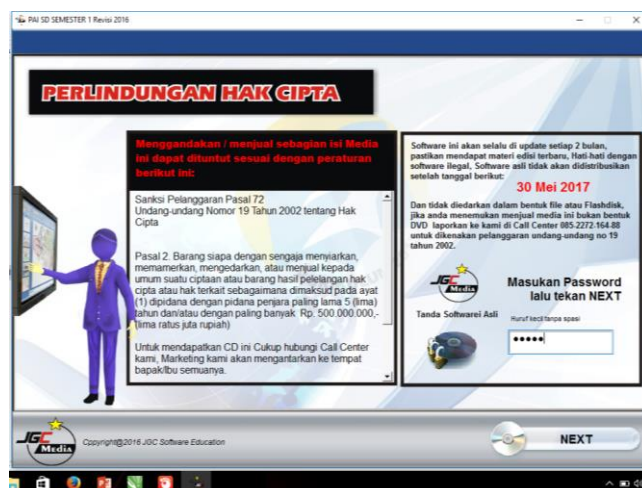 PAI SD SEMESTER 1 Revisi 2016
PERLINDUNGAN HAK CIPTA
Menggandakan / menjual sebagian isi Media
ini dapat dituntut sesuai dengan peraturan
berikut ini:
Sanksi Pelanggaran Pasal 72
Undang-undang Nomor 19 Tahun 2002 tentang Hak
Cipta
Pasal 2. Barang siapa dengan sengaja menyiarkan,
memamerkan, mengedarkan, atau menjual kepada
umum suatu ciptaan atau barang hasil pelelangan hak
cipta atau hak terkait sebagaimana dimaksud pada ayat
(1) dipidana dengan pidana penjara paling lama 5 (lima)
tahun dan/atau dengan paling banyak Rp. 500.000.000,-
(lima ratus juta rupiah)
Untuk mendapatkan CD ini Cukup hubungi Call Center
kami, Marketing kami akan mengantarkan ke tempat
bapak/Ibu semuanya.
Software ini akan selalu di update setiap 2 bulan,
pastikan mendapat materi edisi terbaru, Hati-hati dengan
software ilegal, Software asli tidak akan didistribusikan
setelah tanggal berikut:
30 Mei 2017
Dan tidak diedarkan dalam bentuk file atau Flashdisk,
jika anda menemukan menjual media ini bukan bentuk
DVD laporkan ke kami di Call Center 085-2272-164-88
untuk dikenakan pelanggaran undang-undang no 19
tahun 2002.
JGC
Media
Tanda Softwarei Asli
Masukan Password
lalu tekan NEXT
Huruf kecil tanpa spasi
JGC
Media
Copyright@2016 JGC Software Education
NEXT